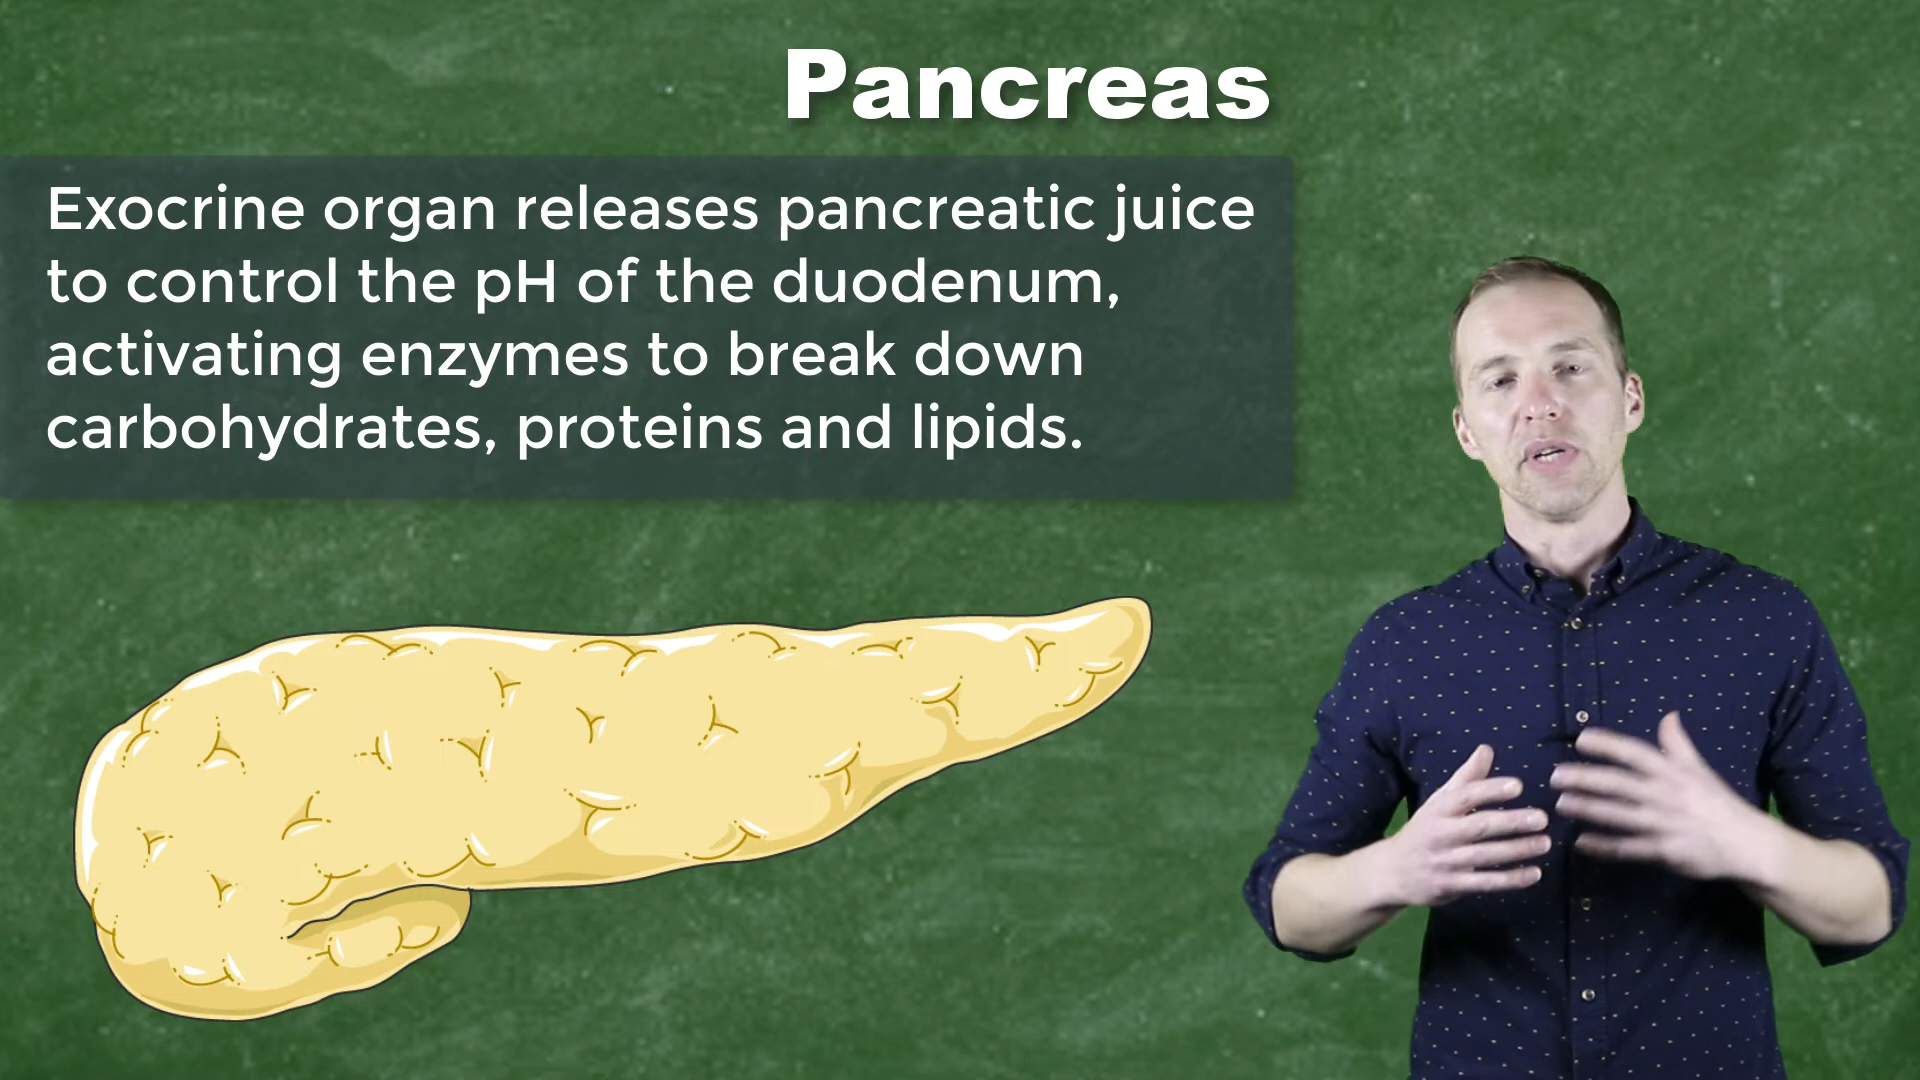 Pancreas
Exocrine organ releases pancreatic juice
to control the pH of the duodenum,
activating enzymes to break down
carbohydrates, proteins and lipids.